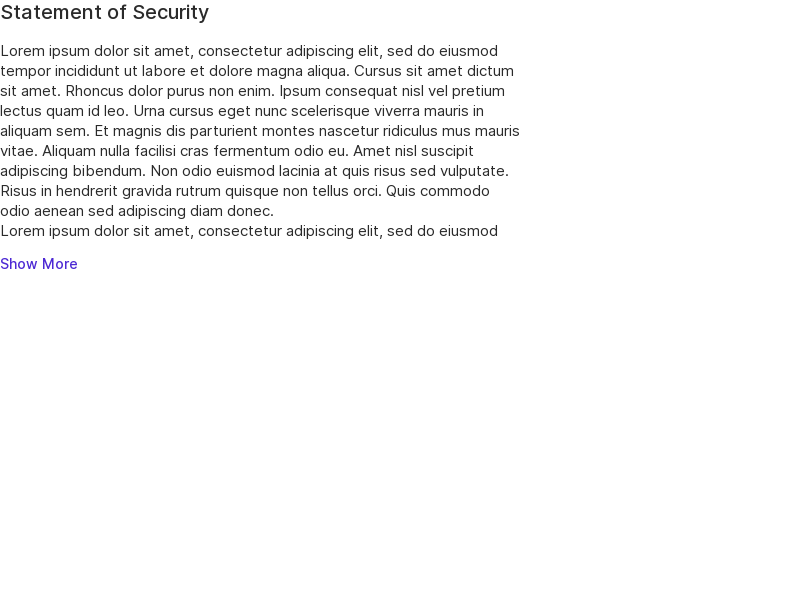 Statement of Security
Lorem ipsum dolor sit amet, consectetur adipiscing elit, sed do eiusmod
tempor incididunt ut labore et dolore magna aliqua. Cursus sit amet dictum
sit amet. Rhoncus dolor purus non enim. Ipsum consequat nisl vel pretium
lectus quam id leo. Urna cursus eget nunc scelerisque viverra mauris in
aliquam sem. Et magnis dis parturient montes nascetur ridiculus mus mauris
vitae. Aliquam nulla facilisi cras fermentum odio eu. Amet nisl suscipit
adipiscing bibendum. Non odio euismod lacinia at quis risus sed vulputate.
Risus in hendrerit gravida rutrum quisque non tellus orci. Quis commodo
odio aenean sed adipiscing diam donec.
Lorem ipsum dolor sit amet, consectetur adipiscing elit, sed do eiusmod
Show More